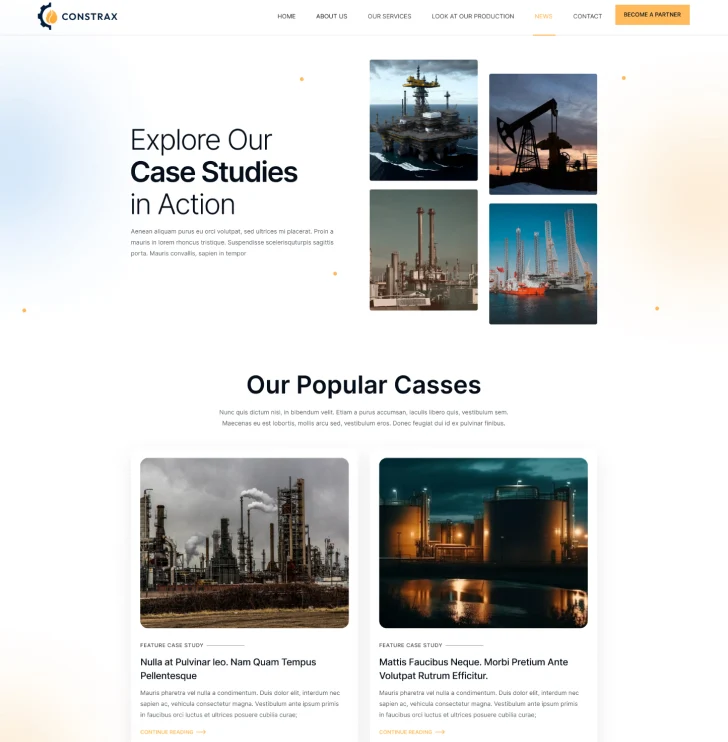 CONSTRAX
HOME ABOUT US OUR SERVICES LOOK AT OUR PRODUCTION NEWS CONTACT BECOME A PARTNER
Explore Our
Case Studies
in Action
Aenean aliquam purus eu orci volutpat, sed ultrices mi placerat. Proin a
mauris in lorem rhoncus tristique. Suspendisse scelerisquturpis sagittis
porta. Mauris convallis, sapien in tempor
Our Popular Casses
Nunc quis dictum nisi, in bibendum velit. Etiam a purus accumsan, iaculis libero quis, vestibulum sem.
Maecenas eu est lobortis, mollis arcu sed, vestibulum eros. Donec feugiat dui id ex pulvinar finibus.
FEATURE CASE STUDY
Nulla at Pulvinar leo. Nam Quam Tempus
Pellentesque
Mauris pharetra vel nulla a condimentum. Duis dolor elit, interdum nec
sapien ac, vehicula consectetur magna. Vestibulum ante ipsum primis
in faucibus orci luctus et ultrices posuere cubilia curae;
CONTINUE READING
FEATURE CASE STUDY
Mattis Faucibus Neque. Morbi Pretium Ante
Volutpat Rutrum Efficitur.
Mauris pharetra vel nulla a condimentum. Duis dolor elit, interdum nec
sapien ac, vehicula consectetur magna. Vestibulum ante ipsum primis
in faucibus orci luctus et ultrices posuere cubilia curae;
CONTINUE READING